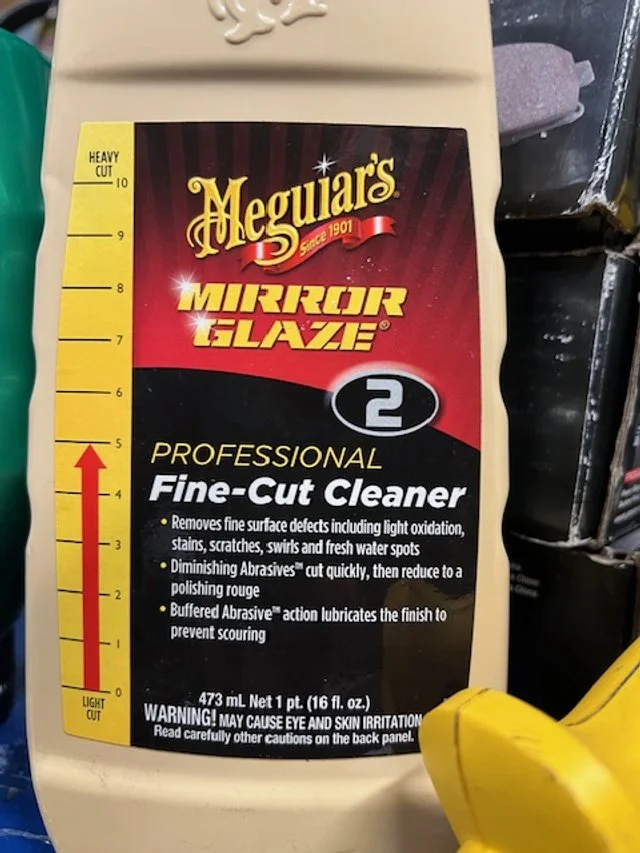 HEAVY
CUT
10
9
8
7
6
5
4
3
2
1
0
LIGHT
CUT
Meguiar's
Since 1901
MIRROR
GLAZE®
2
PROFESSIONAL
Fine-Cut Cleaner
• Removes fine surface defects including light oxidation,
stains, scratches, swirls and fresh water spots
• Diminishing Abrasives™ cut quickly, then reduce to a
polishing rouge
• Buffered Abrasive™ action lubricates the finish to
prevent scouring
473 mL Net 1 pt. (16 fl. oz.)
WARNING! MAY CAUSE EYE AND SKIN IRRITATION
Read carefully other cautions on the back panel.